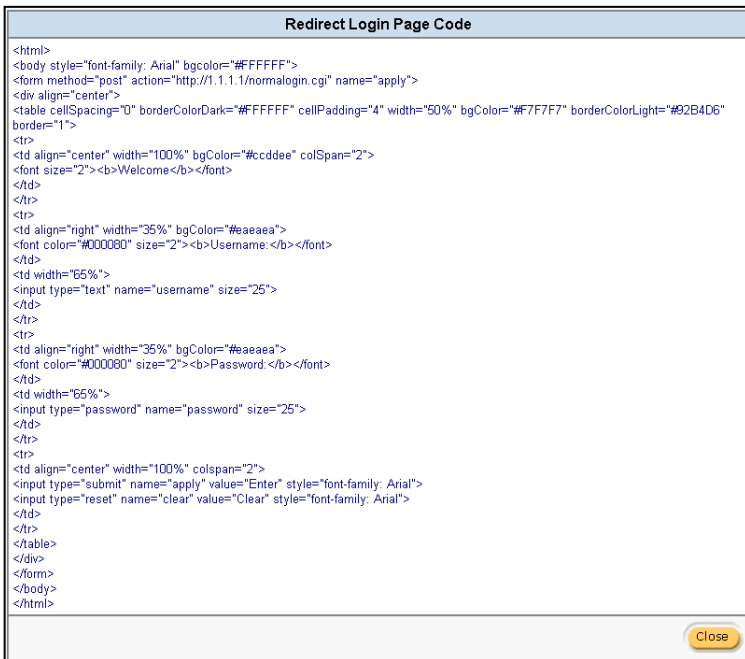 Redirect Login Page Code
<html>
<body style="font-family: Arial" bgcolor="#FFFFFF">
<form method="post" action="http://1.1.1.1/normalogin.cgi" name="apply">
<div align="center">
<table cellSpacing="0" borderColorDark="#FFFFFF" cellPadding="4" width="50%" bgColor="#F7F7F7" borderColorLight="#92B4D6"
border="1">
<tr>
<td align="center" width="100%" bgColor="#ccddee" colSpan="2">
<font size="2"><b>Welcome</b></font>
</td>
</tr>
<tr>
<td align="right" width="35%" bgColor="#eaeaea">
<font color="#000080" size="2"><b>Username:</b></font>
</td>
<td width="65%">
<input type="text" name="username" size="25">
</td>
</tr>
<tr>
<td align="right" width="35%" bgColor="#eaeaea">
<font color="#000080" size="2"><b>Password:</b></font>
</td>
<td width="65%">
<input type="password" name="password" size="25">
</td>
</tr>
<tr>
<td align="center" width="100%" colspan="2">
<input type="submit" name="apply" value="Enter" style="font-family: Arial">
<input type="reset" name="clear" value="Clear" style="font-family: Arial">
</td>
</tr>
</table>
</div>
</form>
</body>
</html>
Close